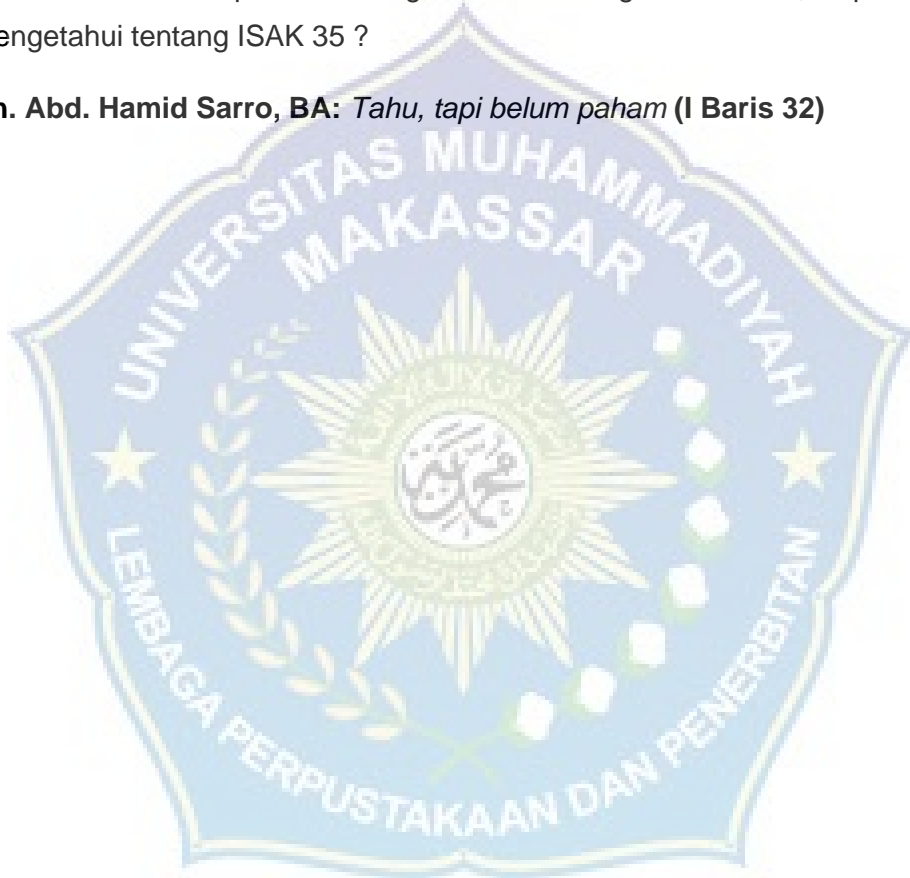 engetahui tentang ISAK 35 ?
. Abd. Hamid Sarro, BA: Tahu, tapi belum paham (I Baris 32)
UNIVERSITAS MUHAMMADIYAH
MAKASSAR
LEMBAGA PERPUSTAKAAN DAN PENERBITAN